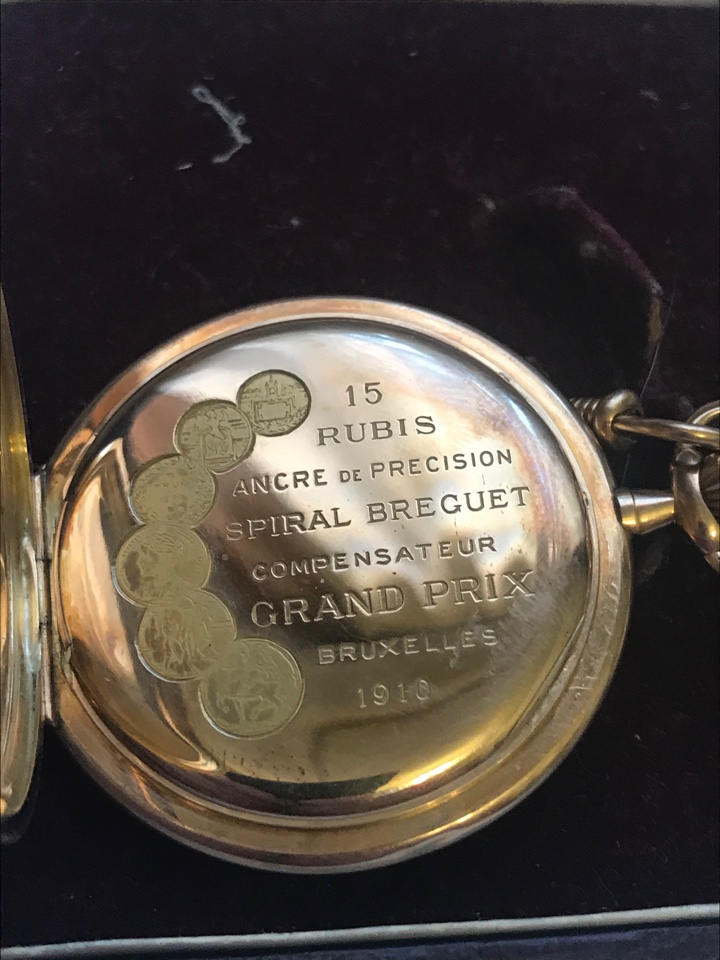 15
RUBIS
ANCRE DE PRECISION
SPIRAL BREGUET
COMPENSATEUR
GRAND PRIX
BRUXELLES
1910